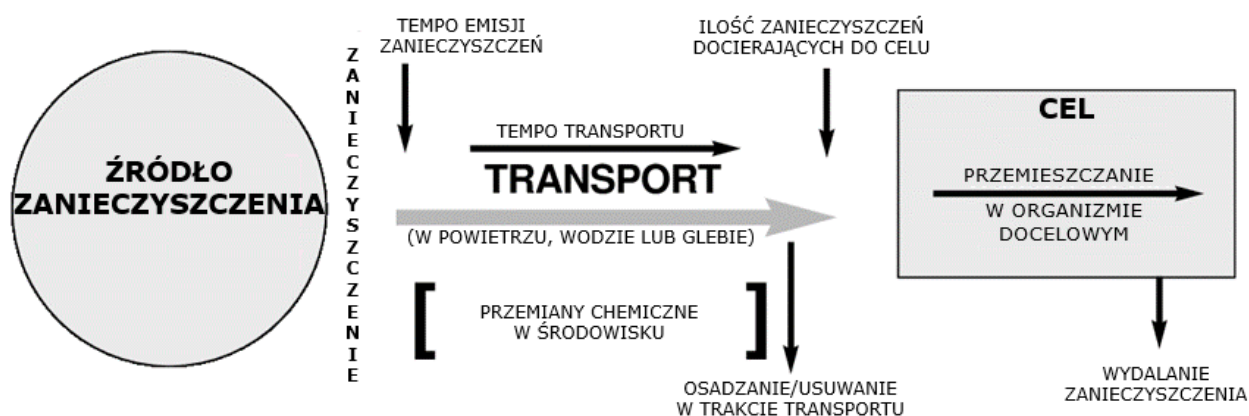 ŹRÓDŁO
ZANIECZYSZCZENIA
ZANIECZYSZCZENIE
TEMPO EMISJI
ZANIECZYSZCZEŃ
TEMPO TRANSPORTU
TRANSPORT
(W POWIETRZU, WODZIE LUB GLEBIE)
[ PRZEMIANY CHEMICZNE
W ŚRODOWISKU ]
ILOŚĆ ZANIECZYSZCZEŃ
DOCIERAJĄCYCH DO CELU
OSADZANIE/USUWANIE
W TRAKCIE TRANSPORTU
CEL
PRZEMIESZCZANIE
W ORGANIZMIE
DOCELOWYM
WYDALANIE
ZANIECZYSZCZENIA